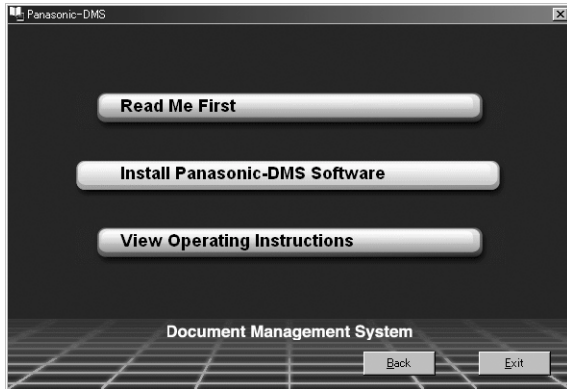 Panasonic-DMS
Read Me First
Install Panasonic-DMS Software
View Operating Instructions
Document Management System
Back
Exit